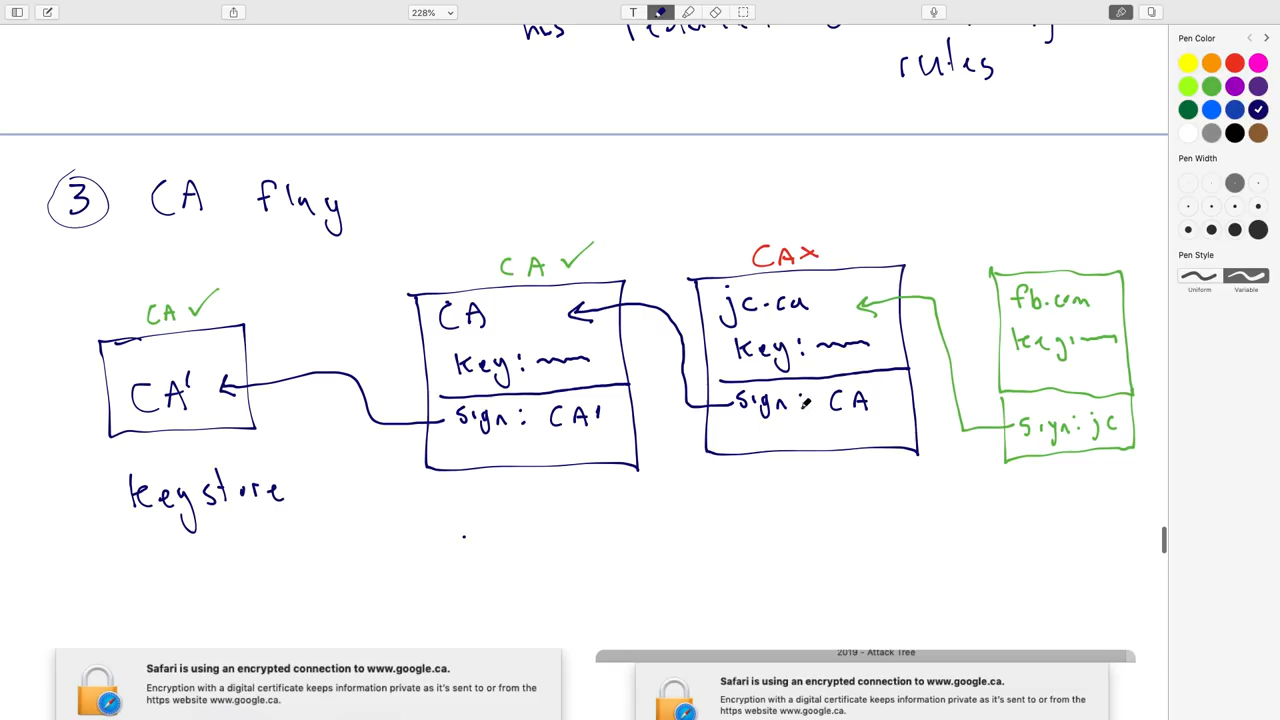 228%
T
rules
Pen Color
3 CA flag
CA ✓
CA ✓
CA ×
CA'
keystore
CA
key:
sign: CA'
jc.ca
key:
sign: CA
fb.com
key:
sign: jc
Pen Width
Pen Style
Uniform
Variable
Safari is using an encrypted connection to www.google.ca.
Encryption with a digital certificate keeps information private as it's sent to or from the
https website www.google.ca.
2019 - Attack Tree
Safari is using an encrypted connection to www.google.ca.
Encryption with a digital certificate keeps information private as it's sent to or from the
https website www.google.ca.